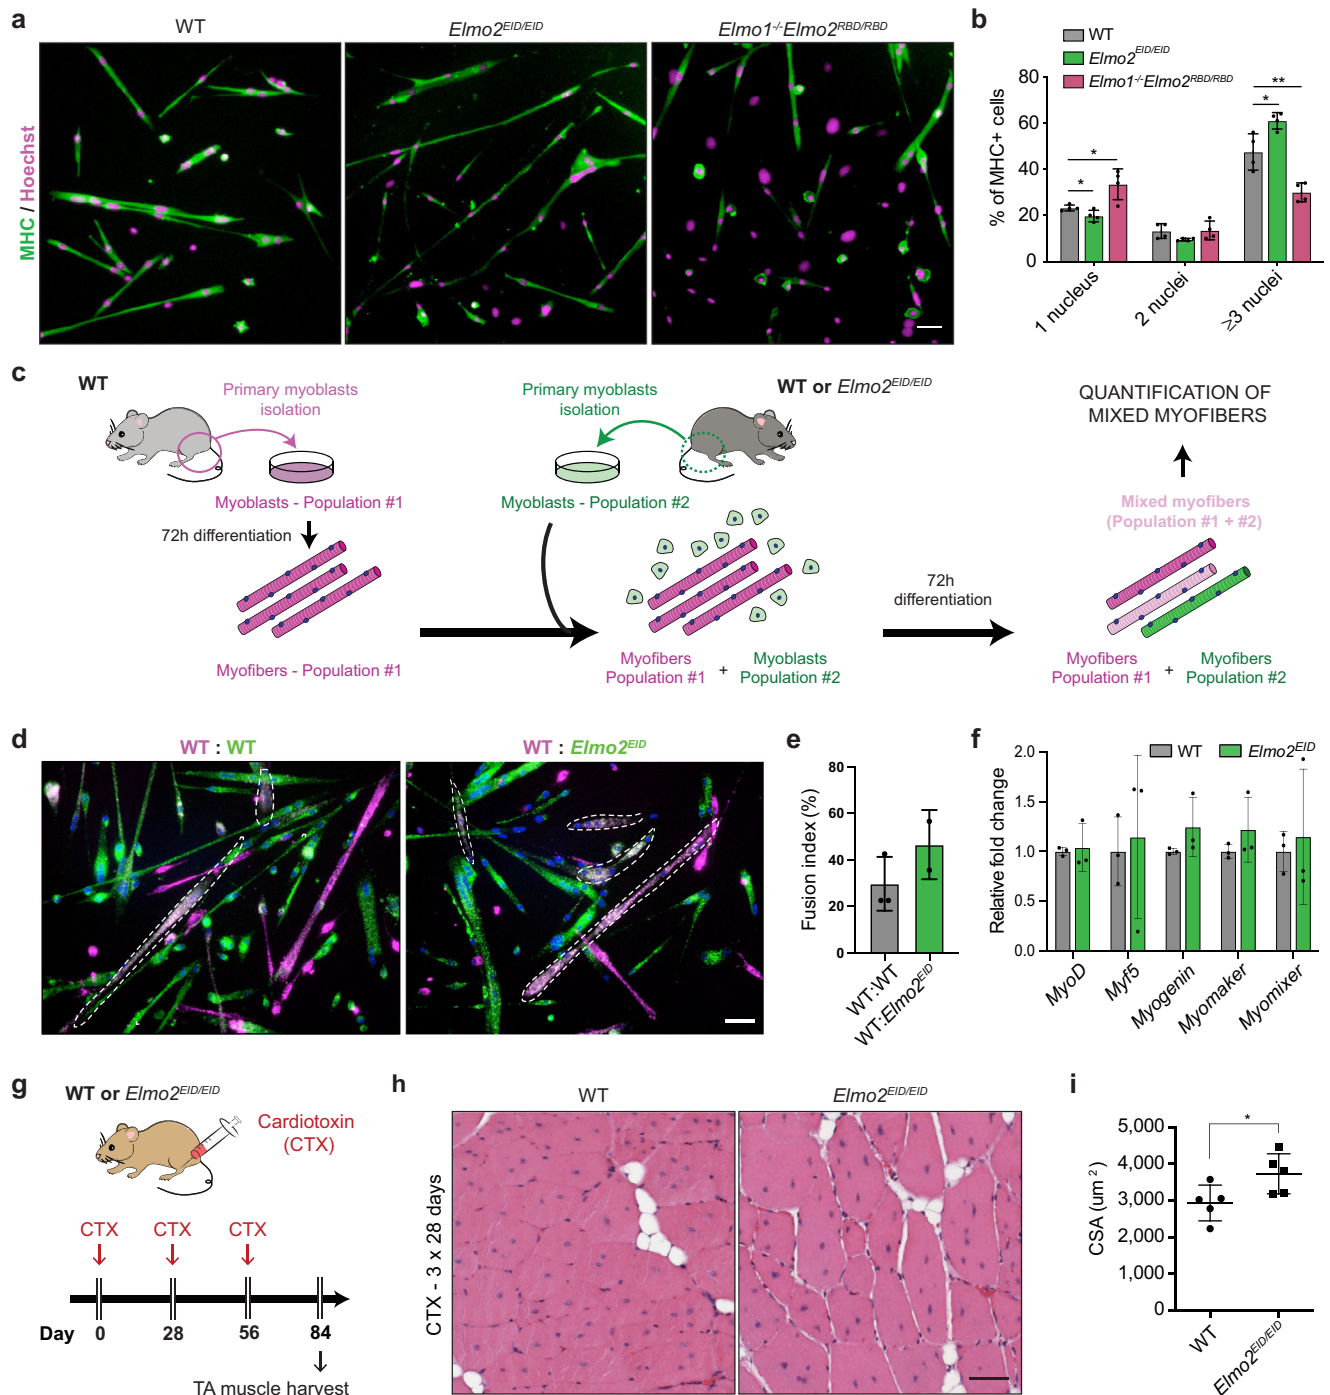 a
WT
Elmo2EID/EID
Elmo1-/-Elmo2RBD/RBD
MHC / Hoechst
b
WT
Elmo2EID/EID
Elmo1-/-Elmo2RBD/RBD
% of MHC+ cells
80
60
40
20
0
*
*
*
**
1 nucleus
2 nuclei
≥3 nuclei
c
WT
Primary myoblasts
isolation
Myoblasts - Population #1
72h differentiation
Myofibers - Population #1
Primary myoblasts
isolation
WT or Elmo2EID/EID
Myoblasts - Population #2
Myofibers
Population #1
+
Myoblasts
Population #2
72h
differentiation
QUANTIFICATION OF
MIXED MYOFIBERS
Mixed myofibers
(Population #1 + #2)
Myofibers
Population #1
+
Myofibers
Population #2
d
WT : WT
WT : Elmo2EID
e
Fusion index (%)
80
60
40
20
0
WT:WT
WT:Elmo2EID
f
WT
Elmo2EID
Relative fold change
2.0
1.5
1.0
0.5
0.0
MyoD
Myf5
Myogenin
Myomaker
Myomixer
g
WT or Elmo2EID/EID
Cardiotoxin
(CTX)
CTX
CTX
CTX
Day
0
28
56
84
TA muscle harvest
h
WT
Elmo2EID/EID
CTX - 3 x 28 days
i
*
CSA (um2)
5,000
4,000
3,000
2,000
1,000
0
WT
Elmo2EID/EID